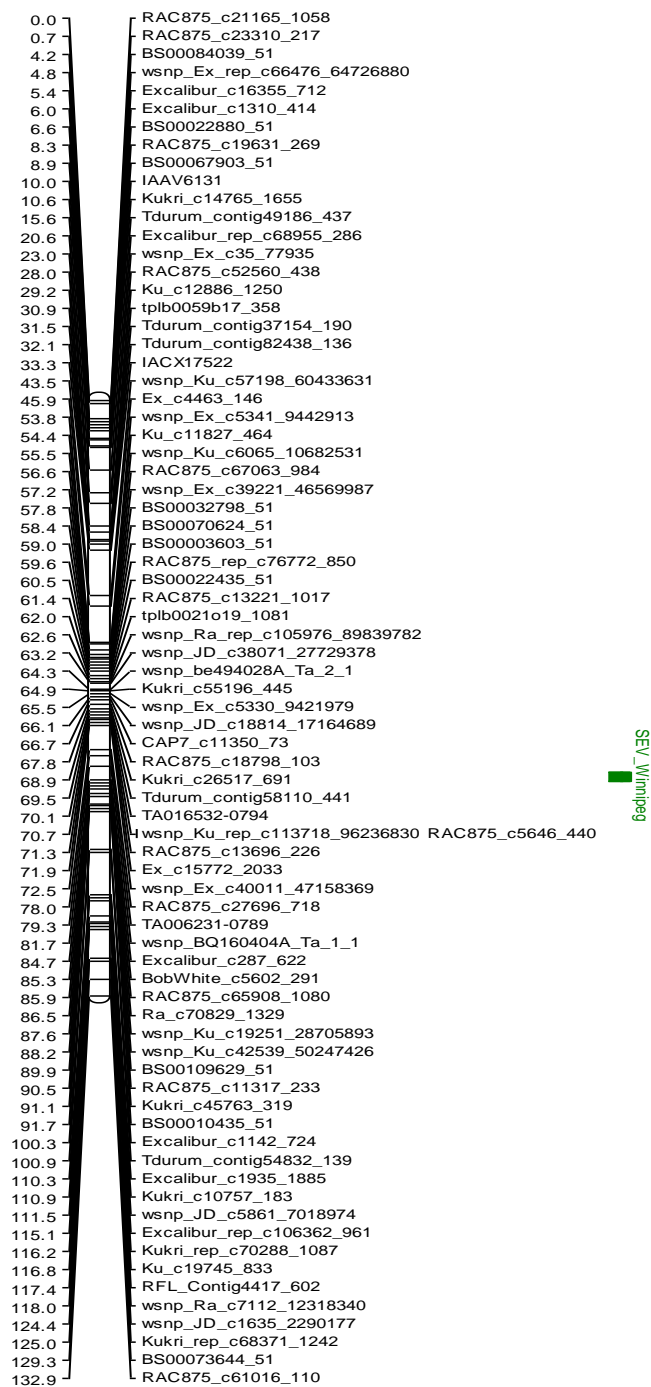 0.0 RAC875_c21165_1058
0.7 RAC875_c23310_217
4.2 BS00084039_51
4.8 wsnp_Ex_rep_c66476_64726880
5.4 Excalibur_c16355_712
6.0 Excalibur_c1310_414
6.6 BS00022880_51
8.3 RAC875_c19631_269
8.9 BS00067903_51
10.0 IAAV6131
10.6 Kukri_c14765_1655
15.6 Tdurum_contig49186_437
20.6 Excalibur_rep_c68955_286
23.0 wsnp_Ex_c35_77935
28.0 RAC875_c52560_438
29.2 Ku_c12886_1250
30.9 tplb0059b17_358
31.5 Tdurum_contig37154_190
32.1 Tdurum_contig82438_136
33.3 IACX17522
43.5 wsnp_Ku_c57198_60433631
45.9 Ex_c4463_146
53.8 wsnp_Ex_c5341_9442913
54.4 Ku_c11827_464
55.5 wsnp_Ku_c6065_10682531
56.6 RAC875_c67063_984
57.2 wsnp_Ex_c39221_46569987
57.8 BS00032798_51
58.4 BS00070624_51
59.0 BS00003603_51
59.6 RAC875_rep_c76772_850
60.5 BS00022435_51
61.4 RAC875_c13221_1017
62.0 tplb0021o19_1081
62.6 wsnp_Ra_rep_c105976_89839782
63.2 wsnp_JD_c38071_27729378
64.3 wsnp_be494028A_Ta_2_1
64.9 Kukri_c55196_445
65.5 wsnp_Ex_c5330_9421979
66.1 wsnp_JD_c18814_17164689
66.7 CAP7_c11350_73
67.8 RAC875_c18798_103
68.9 Kukri_c26517_691
69.5 Tdurum_contig58110_441
70.1 TA016532-0794
70.7 wsnp_Ku_rep_c113718_96236830 RAC875_c5646_440
71.3 RAC875_c13696_226
71.9 Ex_c15772_2033
72.5 wsnp_Ex_c40011_47158369
78.0 RAC875_c27696_718
79.3 TA006231-0789
81.7 wsnp_BQ160404A_Ta_1_1
84.7 Excalibur_c287_622
85.3 BobWhite_c5602_291
85.9 RAC875_c65908_1080
86.5 Ra_c70829_1329
87.6 wsnp_Ku_c19251_28705893
88.2 wsnp_Ku_c42539_50247426
89.9 BS00109629_51
90.5 RAC875_c11317_233
91.1 Kukri_c45763_319
91.7 BS00010435_51
100.3 Excalibur_c1142_724
100.9 Tdurum_contig54832_139
110.3 Excalibur_c1935_1885
110.9 Kukri_c10757_183
111.5 wsnp_JD_c5861_7018974
115.1 Excalibur_rep_c106362_961
116.2 Kukri_rep_c70288_1087
116.8 Ku_c19745_833
117.4 RFL_Contig4417_602
118.0 wsnp_Ra_c7112_12318340
124.4 wsnp_JD_c1635_2290177
125.0 Kukri_rep_c68371_1242
129.3 BS00073644_51
132.9 RAC875_c61016_110
SEV_Winnipeg